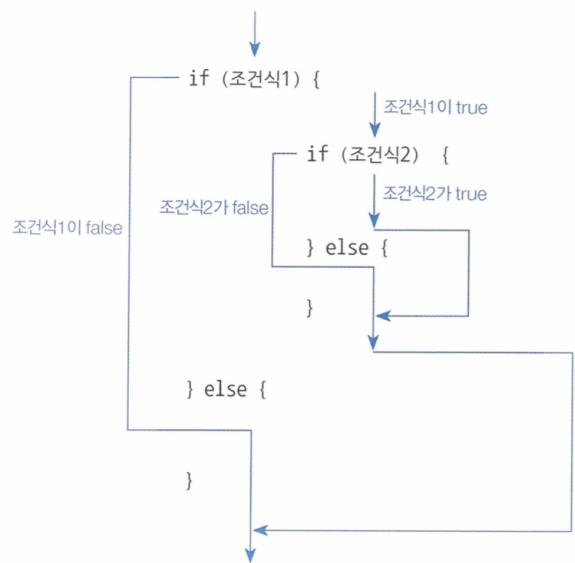 if (조건식1) {
조건식1이 true
if (조건식2) {
조건식2가 true
조건식2가 false
조건식1이 false
} else {
}
} else {
}